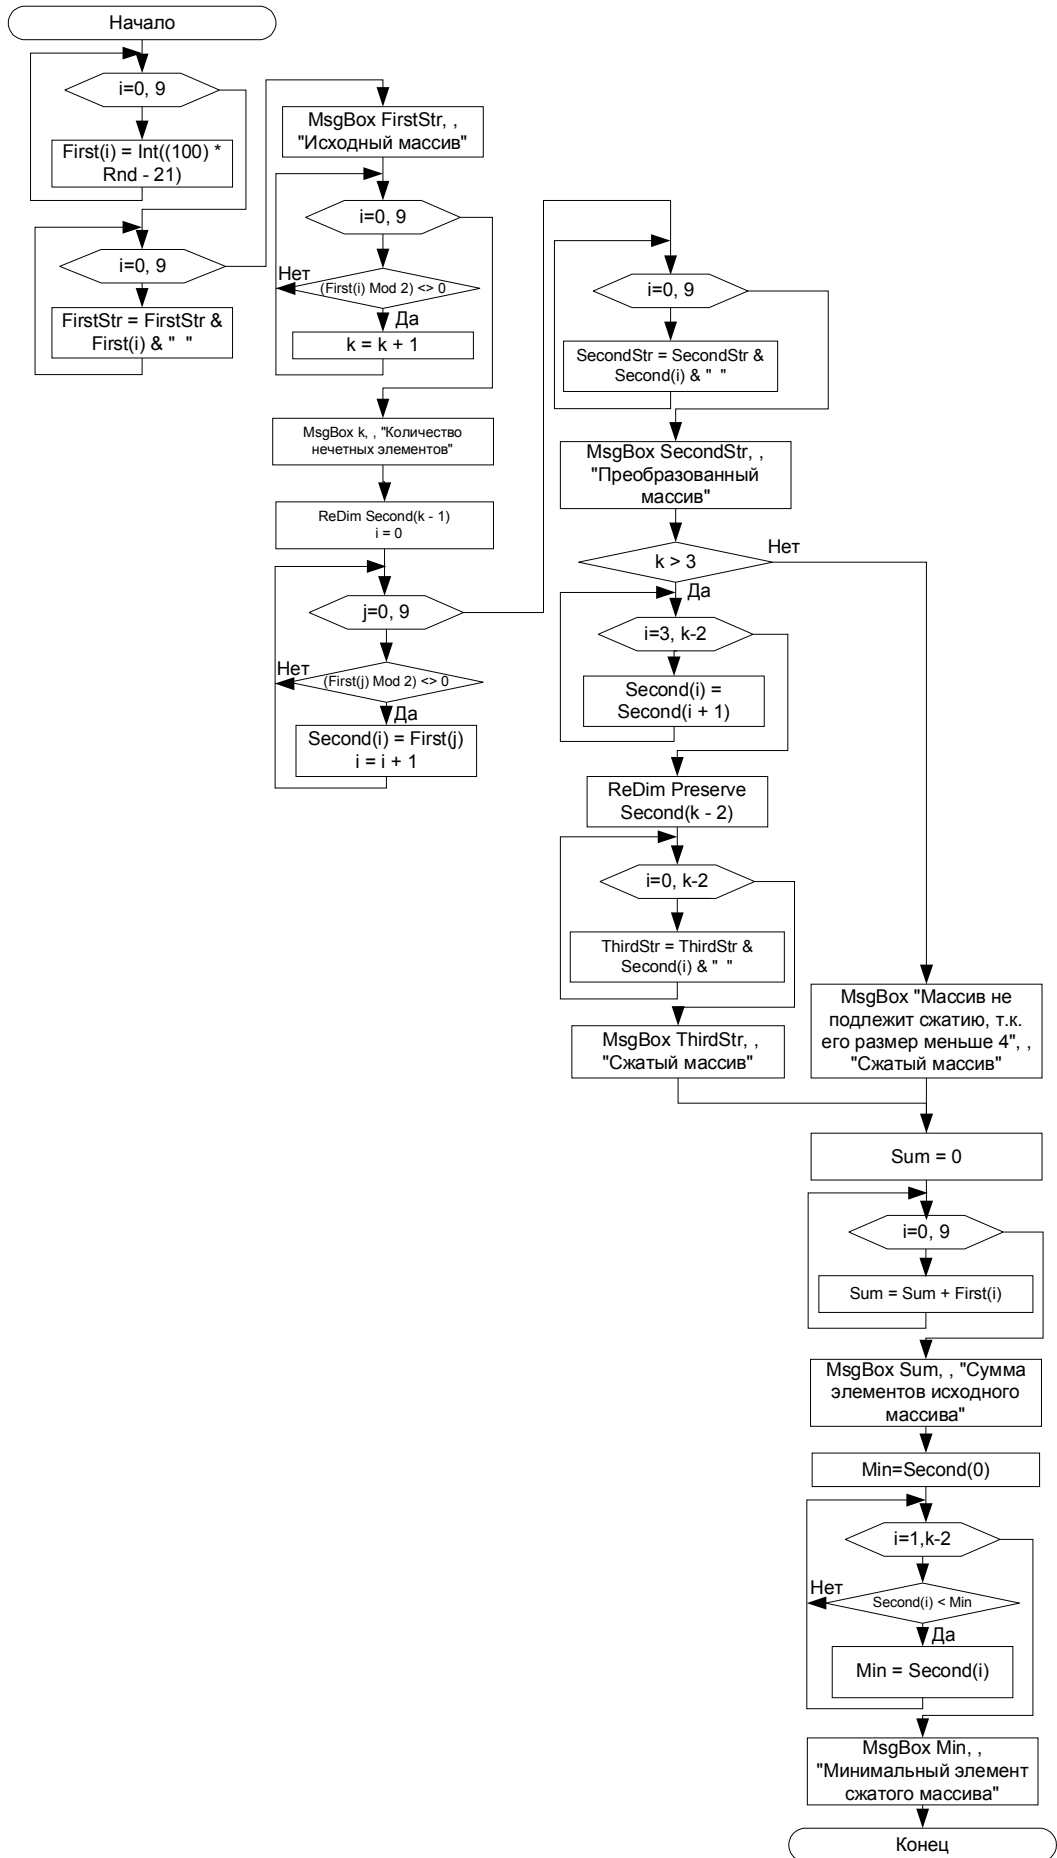 Начало
i=0, 9
First(i) = Int((100) *
Rnd - 21)
i=0, 9
FirstStr = FirstStr &
First(i) & "  "
MsgBox FirstStr, ,
"Исходный массив"
i=0, 9
Нет
(First(i) Mod 2) <> 0
Да
k = k + 1
MsgBox k, , "Количество
нечетных элементов"
ReDim Second(k - 1)
i = 0
j=0, 9
Нет
(First(j) Mod 2) <> 0
Да
Second(i) = First(j)
i = i + 1
i=0, 9
SecondStr = SecondStr &
Second(i) & "  "
MsgBox SecondStr, ,
"Преобразованный
массив"
k > 3
Нет
Да
i=3, k-2
Second(i) =
Second(i + 1)
ReDim Preserve
Second(k - 2)
i=0, k-2
ThirdStr = ThirdStr &
Second(i) & "  "
MsgBox ThirdStr, ,
"Сжатый массив"
MsgBox "Массив не
подлежит сжатию, т.к.
его размер меньше 4", ,
"Сжатый массив"
Sum = 0
i=0, 9
Sum = Sum + First(i)
MsgBox Sum, , "Сумма
элементов исходного
массива"
Min=Second(0)
i=1,k-2
Нет
Second(i) < Min
Да
Min = Second(i)
MsgBox Min, ,
"Минимальный элемент
сжатого массива"
Конец